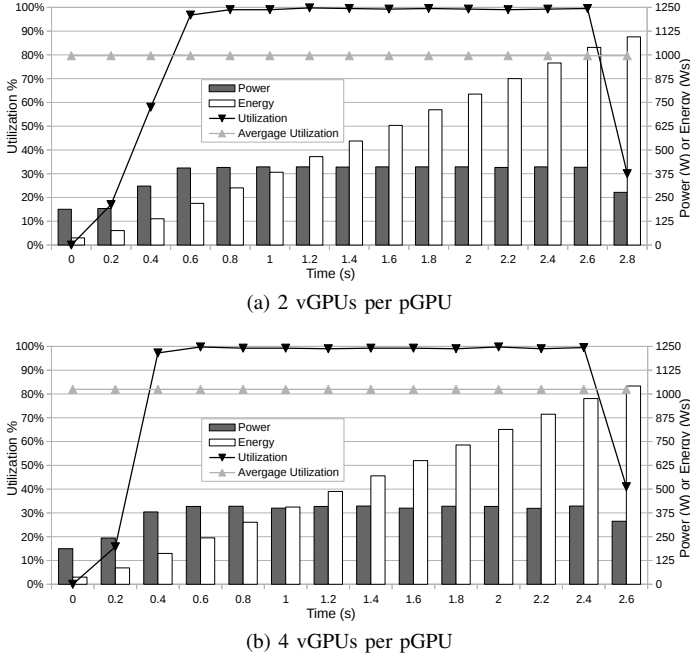 100% 1250
90% 1125
80% 1000
70% 875
60% 750
50% 625
40% 500
30% 375
20% 250
10% 125
0% 0
Utilization %
Power (W) or Energy (Ws)
Power
Energy
Utilization
Avergage Utilization
0 0.2 0.4 0.6 0.8 1 1.2 1.4 1.6 1.8 2 2.2 2.4 2.6 2.8
Time (s)
(a) 2 vGPUs per pGPU
100% 1250
90% 1125
80% 1000
70% 875
60% 750
50% 625
40% 500
30% 375
20% 250
10% 125
0% 0
Utilization %
Power (W) or Energy (Ws)
Power
Energy
Utilization
Avergage Utilization
0 0.2 0.4 0.6 0.8 1 1.2 1.4 1.6 1.8 2 2.2 2.4 2.6
Time (s)
(b) 4 vGPUs per pGPU